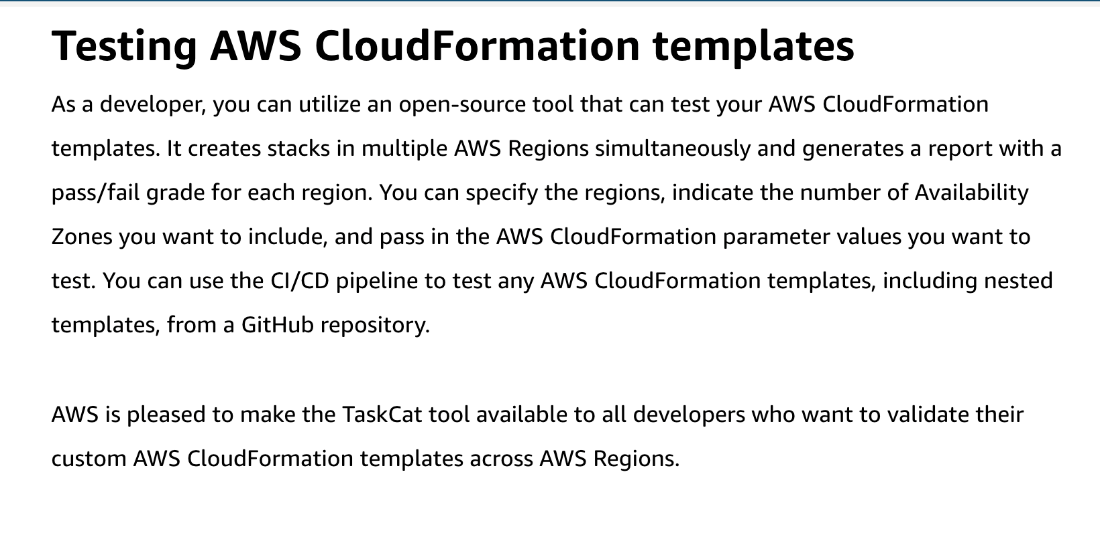 Testing AWS CloudFormation templates
As a developer, you can utilize an open-source tool that can test your AWS CloudFormation
templates. It creates stacks in multiple AWS Regions simultaneously and generates a report with a
pass/fail grade for each region. You can specify the regions, indicate the number of Availability
Zones you want to include, and pass in the AWS CloudFormation parameter values you want to
test. You can use the CI/CD pipeline to test any AWS CloudFormation templates, including nested
templates, from a GitHub repository.
AWS is pleased to make the TaskCat tool available to all developers who want to validate their
custom AWS CloudFormation templates across AWS Regions.